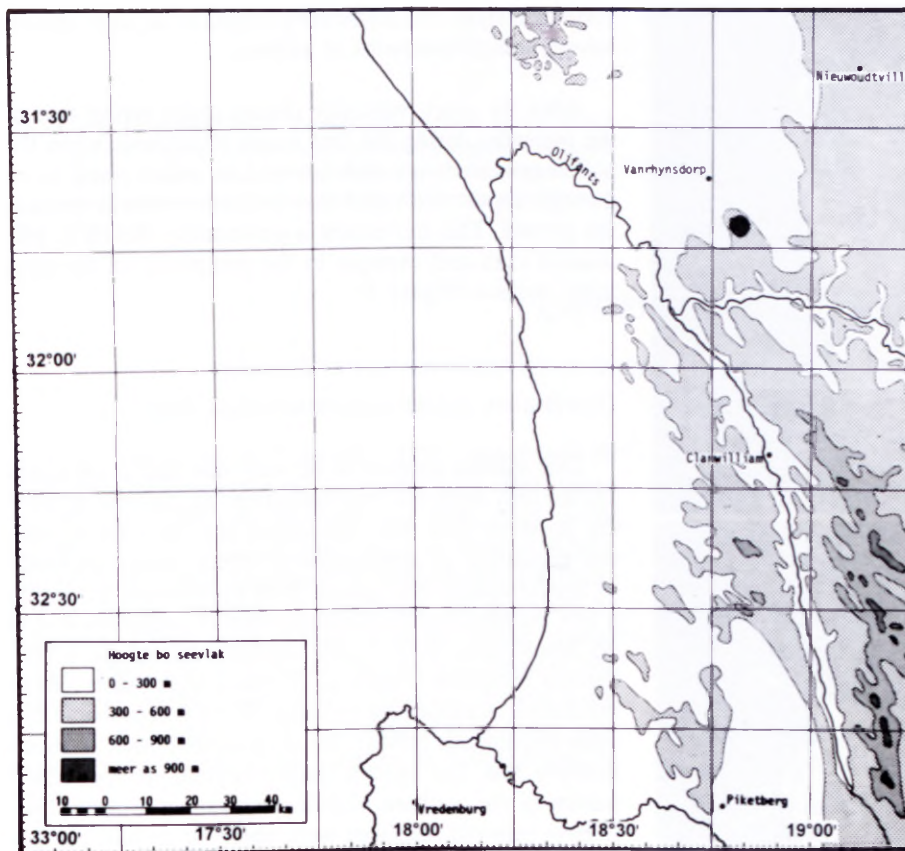 Nieuwoudtvill
31°30'
Olifants
Vanrhynsdorp
32°00'
Clanwilliam
32°30'
Hoogte bo seevlak
0 - 300 m
300 - 600 m
600 - 900 m
meer as 900 m
10 0 10 20 30 40 km
Vredenburg
Piketberg
33°00' 17°30' 18°00' 18°30' 19°00'